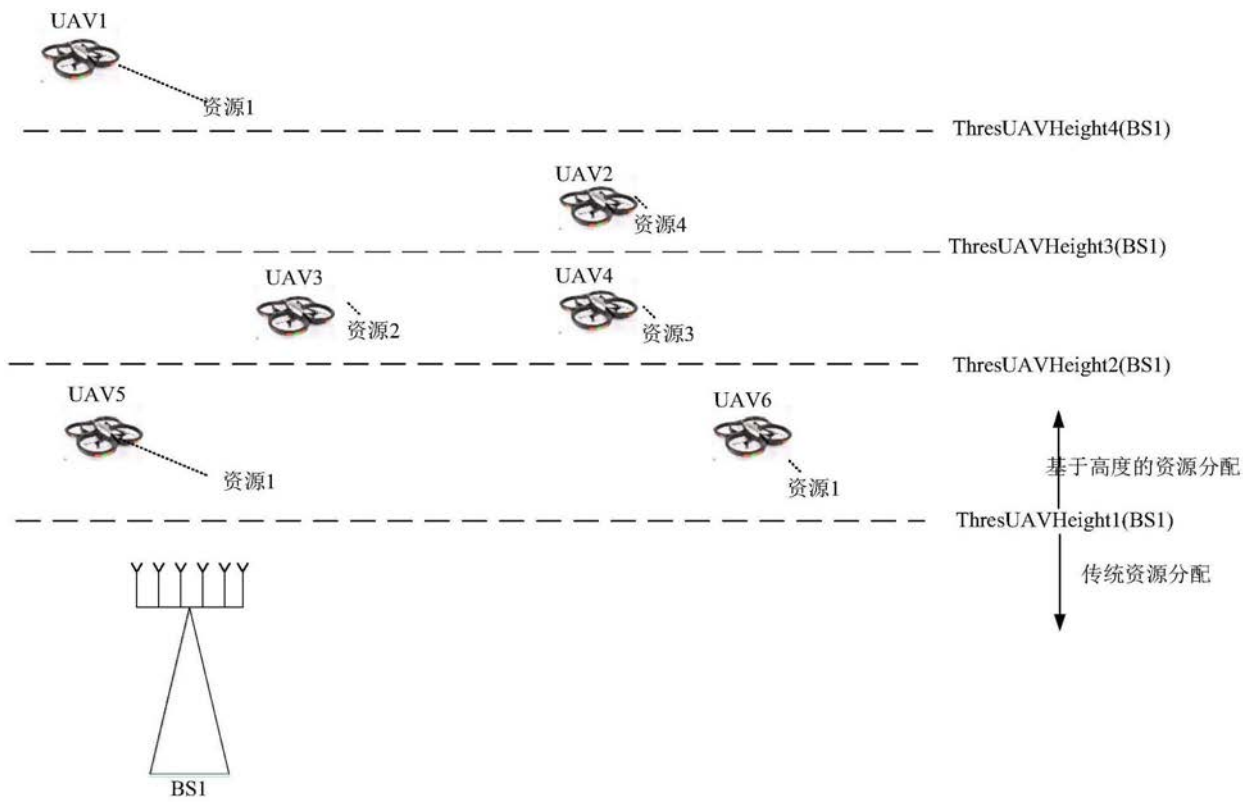 UAV1
资源1
ThresUAVHeight4(BS1)
UAV2
资源4
ThresUAVHeight3(BS1)
UAV3
UAV4
资源2
资源3
ThresUAVHeight2(BS1)
UAV5
UAV6
基于高度的资源分配
资源1
资源1
ThresUAVHeight1(BS1)
传统资源分配
BS1